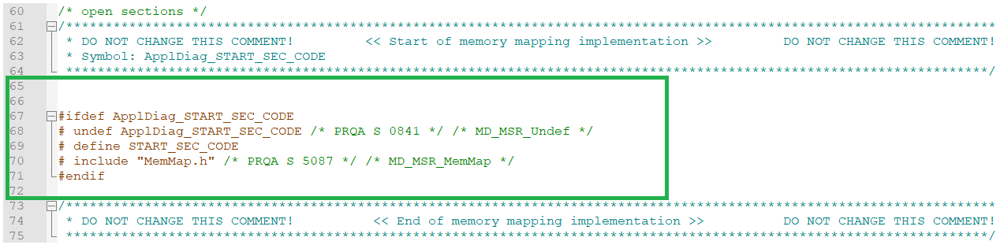 60 /* open sections */
61 /**********************************************************************************************************************
62  * DO NOT CHANGE THIS COMMENT!         << Start of memory mapping implementation >>         DO NOT CHANGE THIS COMMENT!
63  * Symbol: ApplDiag_START_SEC_CODE
64  *********************************************************************************************************************/
65
66
67 #ifdef ApplDiag_START_SEC_CODE
68 # undef ApplDiag_START_SEC_CODE /* PRQA S 0841 */ /* MD_MSR_Undef */
69 # define START_SEC_CODE
70 # include "MemMap.h" /* PRQA S 5087 */ /* MD_MSR_MemMap */
71 #endif
72
73 /**********************************************************************************************************************
74  * DO NOT CHANGE THIS COMMENT!          << End of memory mapping implementation >>          DO NOT CHANGE THIS COMMENT!
75  *********************************************************************************************************************/